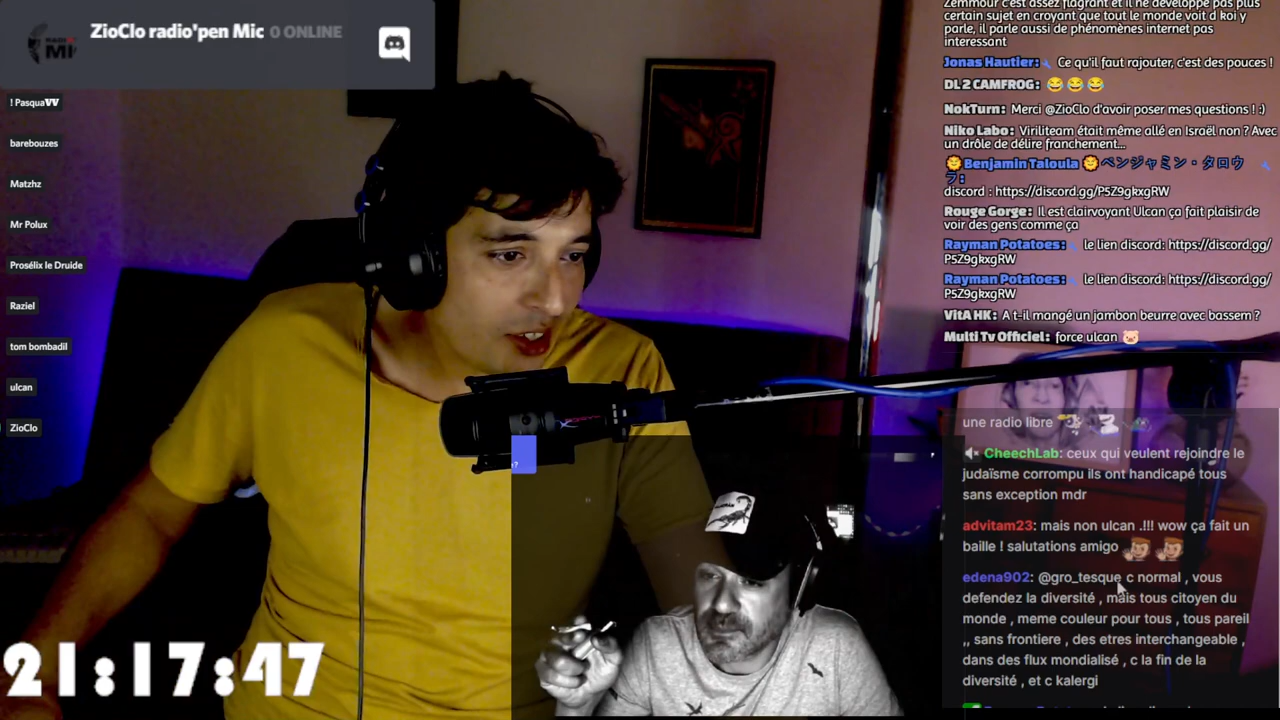 ZioClo radio'pen Mic 0 ONLINE
! PasquaVV
barebouzes
Matzhz
Mr Polux
Prosélix le Druide
Raziel
tom bombadil
ulcan
ZioClo
21:17:47
Zemmour c'est assez flagrant et il ne développe pas plus
certain sujet en croyant que tout le monde voit d koi y
parle, il parle aussi de phénomènes internet pas
interessant
Jonas Hautier: Ce qu'il faut rajouter, c'est des pouces !
DL 2 CAMFROG: 😂 😂 😂
NokTurn: Merci @ZioClo d'avoir poser mes questions ! :)
Niko Labo: Viriliteam était même allé en Israël non ? Avec
un drôle de délire franchement...
🌞 Benjamin Taloula 🌞 ベンジャミン・タロウ
ラ:
discord : https://discord.gg/P5Z9gkxgRW
Rouge Gorge: Il est clairvoyant Ulcan ça fait plaisir de
voir des gens comme ça
Rayman Potatoes: le lien discord: https://discord.gg/
P5Z9gkxgRW
Rayman Potatoes: le lien discord: https://discord.gg/
P5Z9gkxgRW
VitA HK: A t-il mangé un jambon beurre avec bassem ?
Multi Tv Officiel: force ulcan 🐷
une radio libre
CheechLab: ceux qui veulent rejoindre le
judaïsme corrompu ils ont handicapé tous
sans exception mdr
advitam23: mais non ulcan .!!! wow ça fait un
baille ! salutations amigo
edena902: @gro_tesque c normal , vous
defendez la diversité , mais tous citoyen du
monde , meme couleur pour tous , tous pareil
,, sans frontiere , des etres interchangeable ,
dans des flux mondialisé , c la fin de la
diversité , et c kalergi